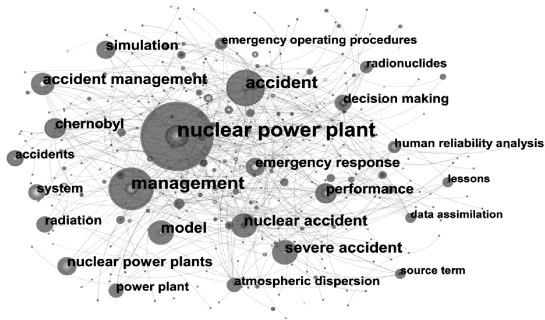 simulation
emergency operating procedures
accident management
accident
radionuclides
decision making
chernobyl
nuclear power plant
human reliability analysis
accidents
emergency response
lessons
system
management
performance
data assimilation
radiation
model
nuclear accident
severe accident
nuclear power plants
source term
power plant
atmospheric dispersion